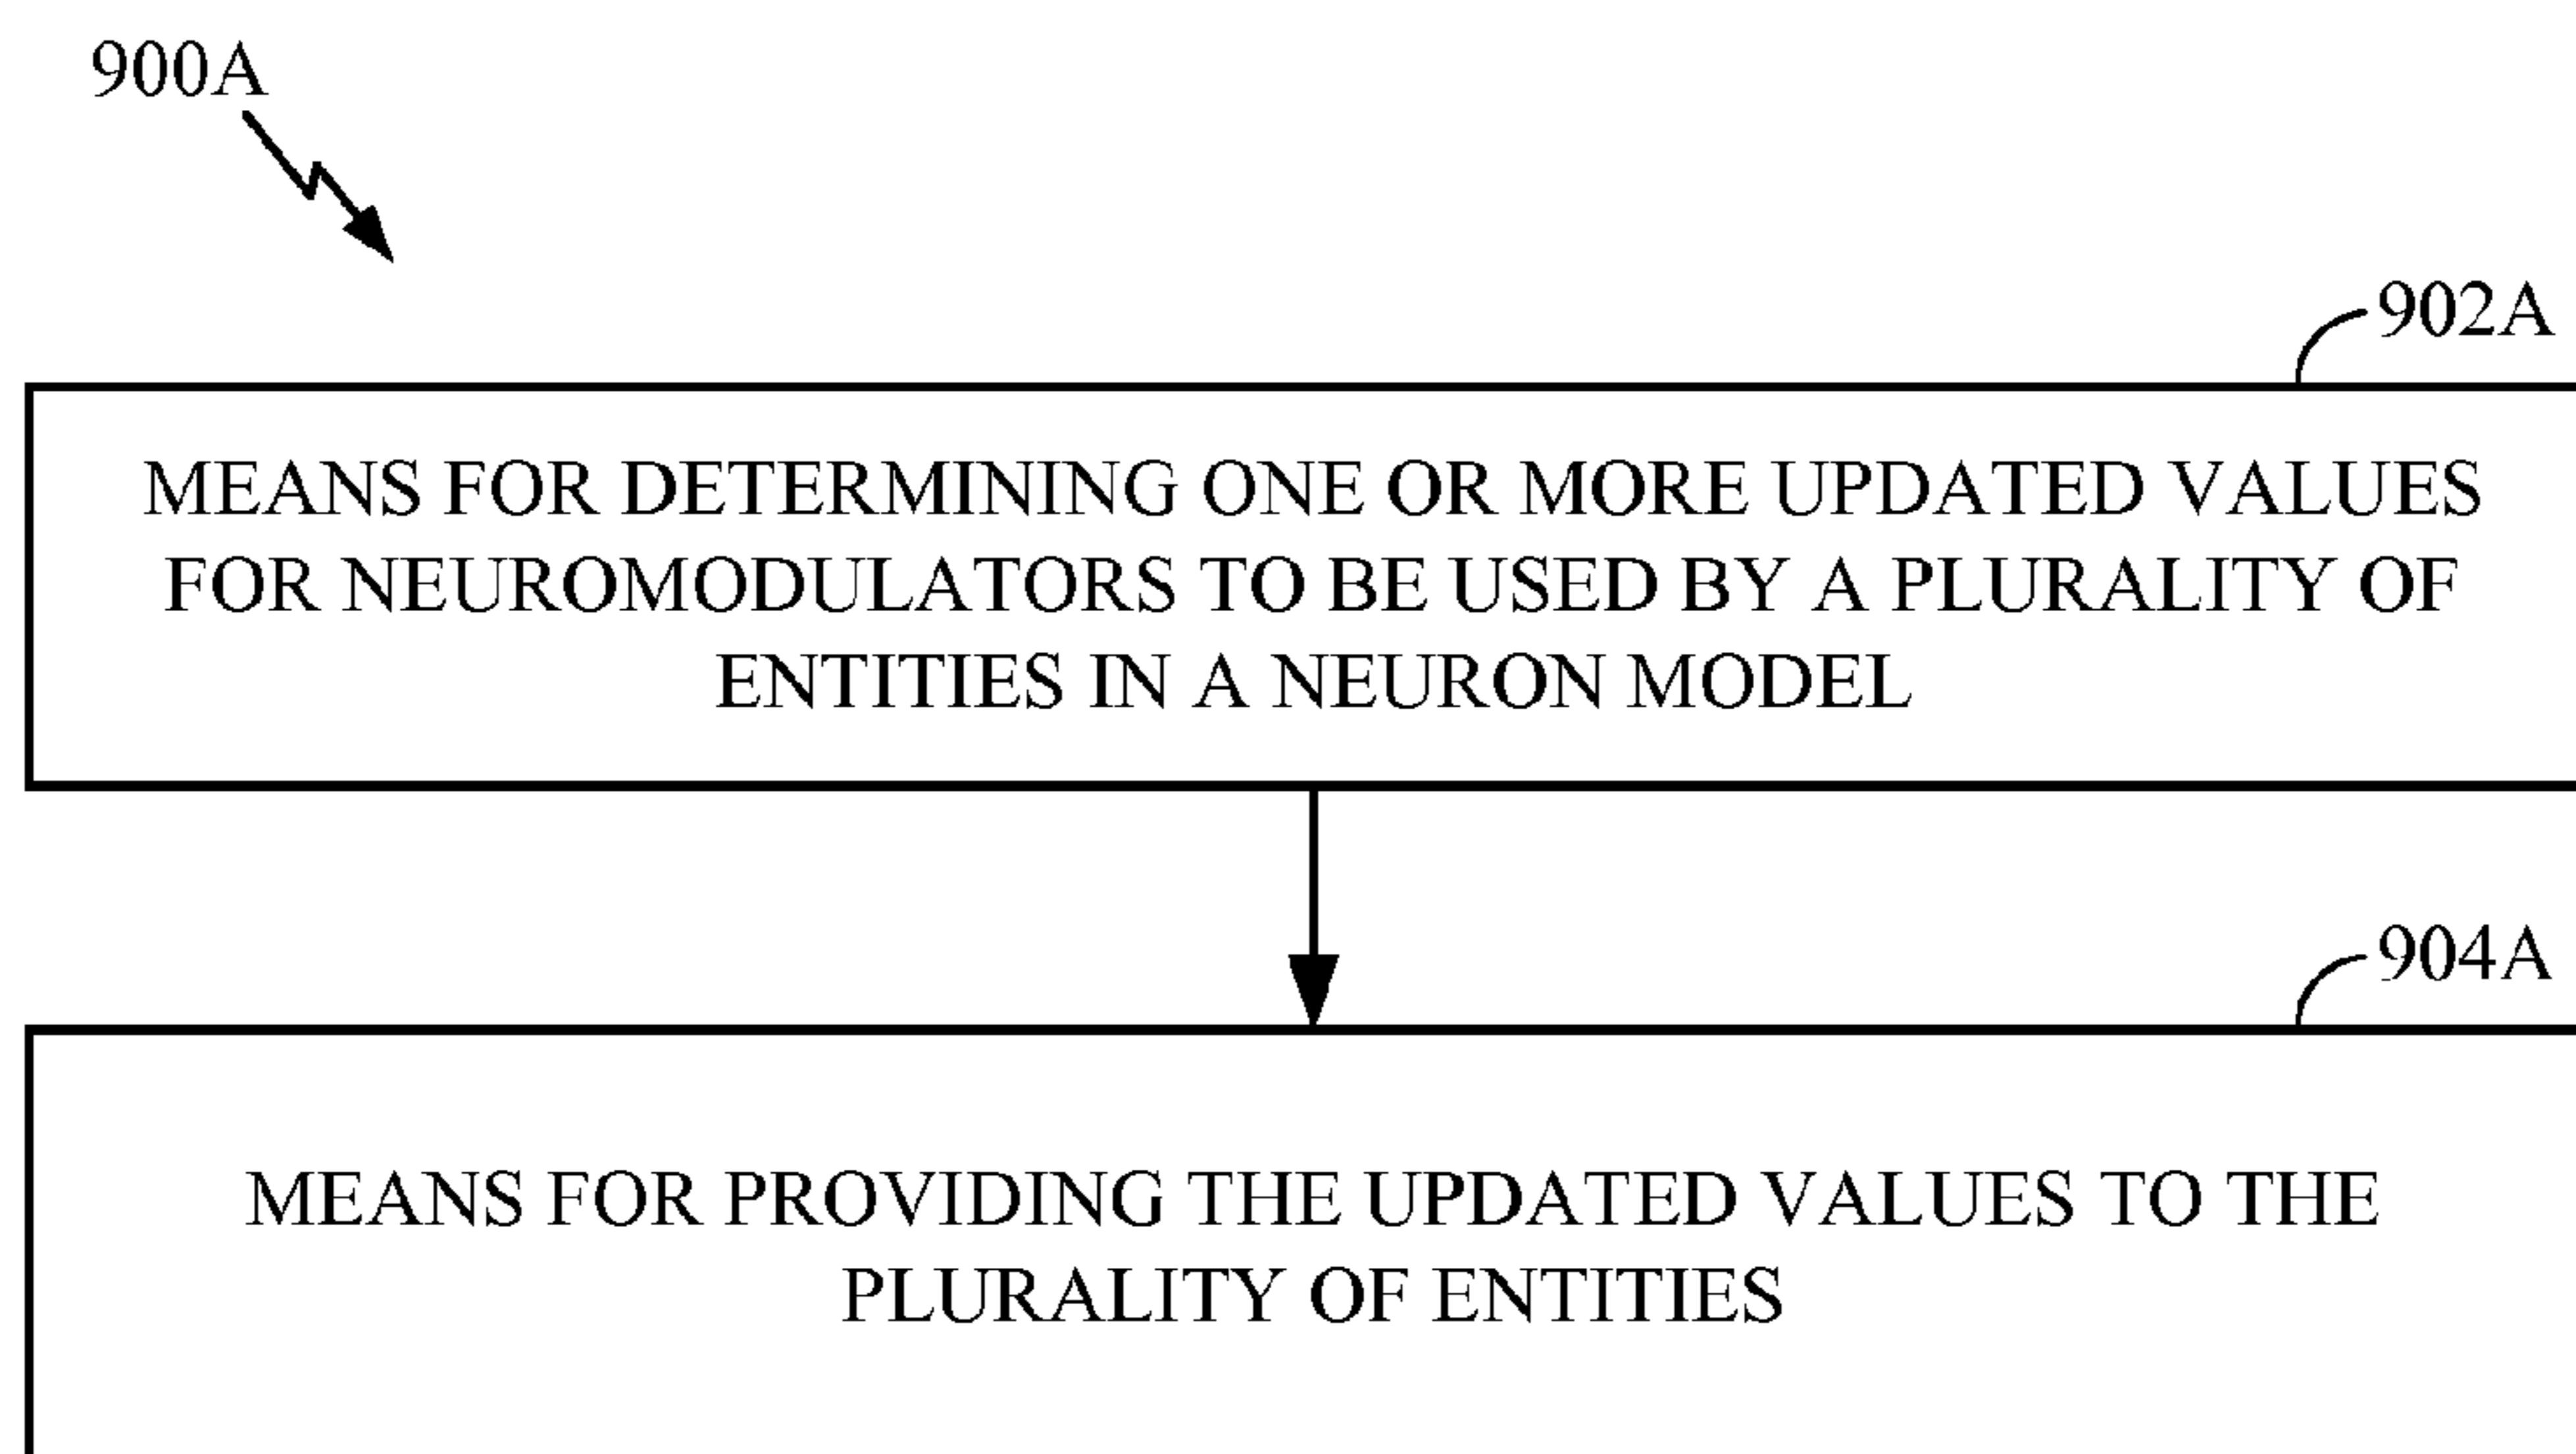 900A
902A
MEANS FOR DETERMINING ONE OR MORE UPDATED VALUES
FOR NEUROMODULATORS TO BE USED BY A PLURALITY OF
ENTITIES IN A NEURON MODEL
904A
MEANS FOR PROVIDING THE UPDATED VALUES TO THE
PLURALITY OF ENTITIES